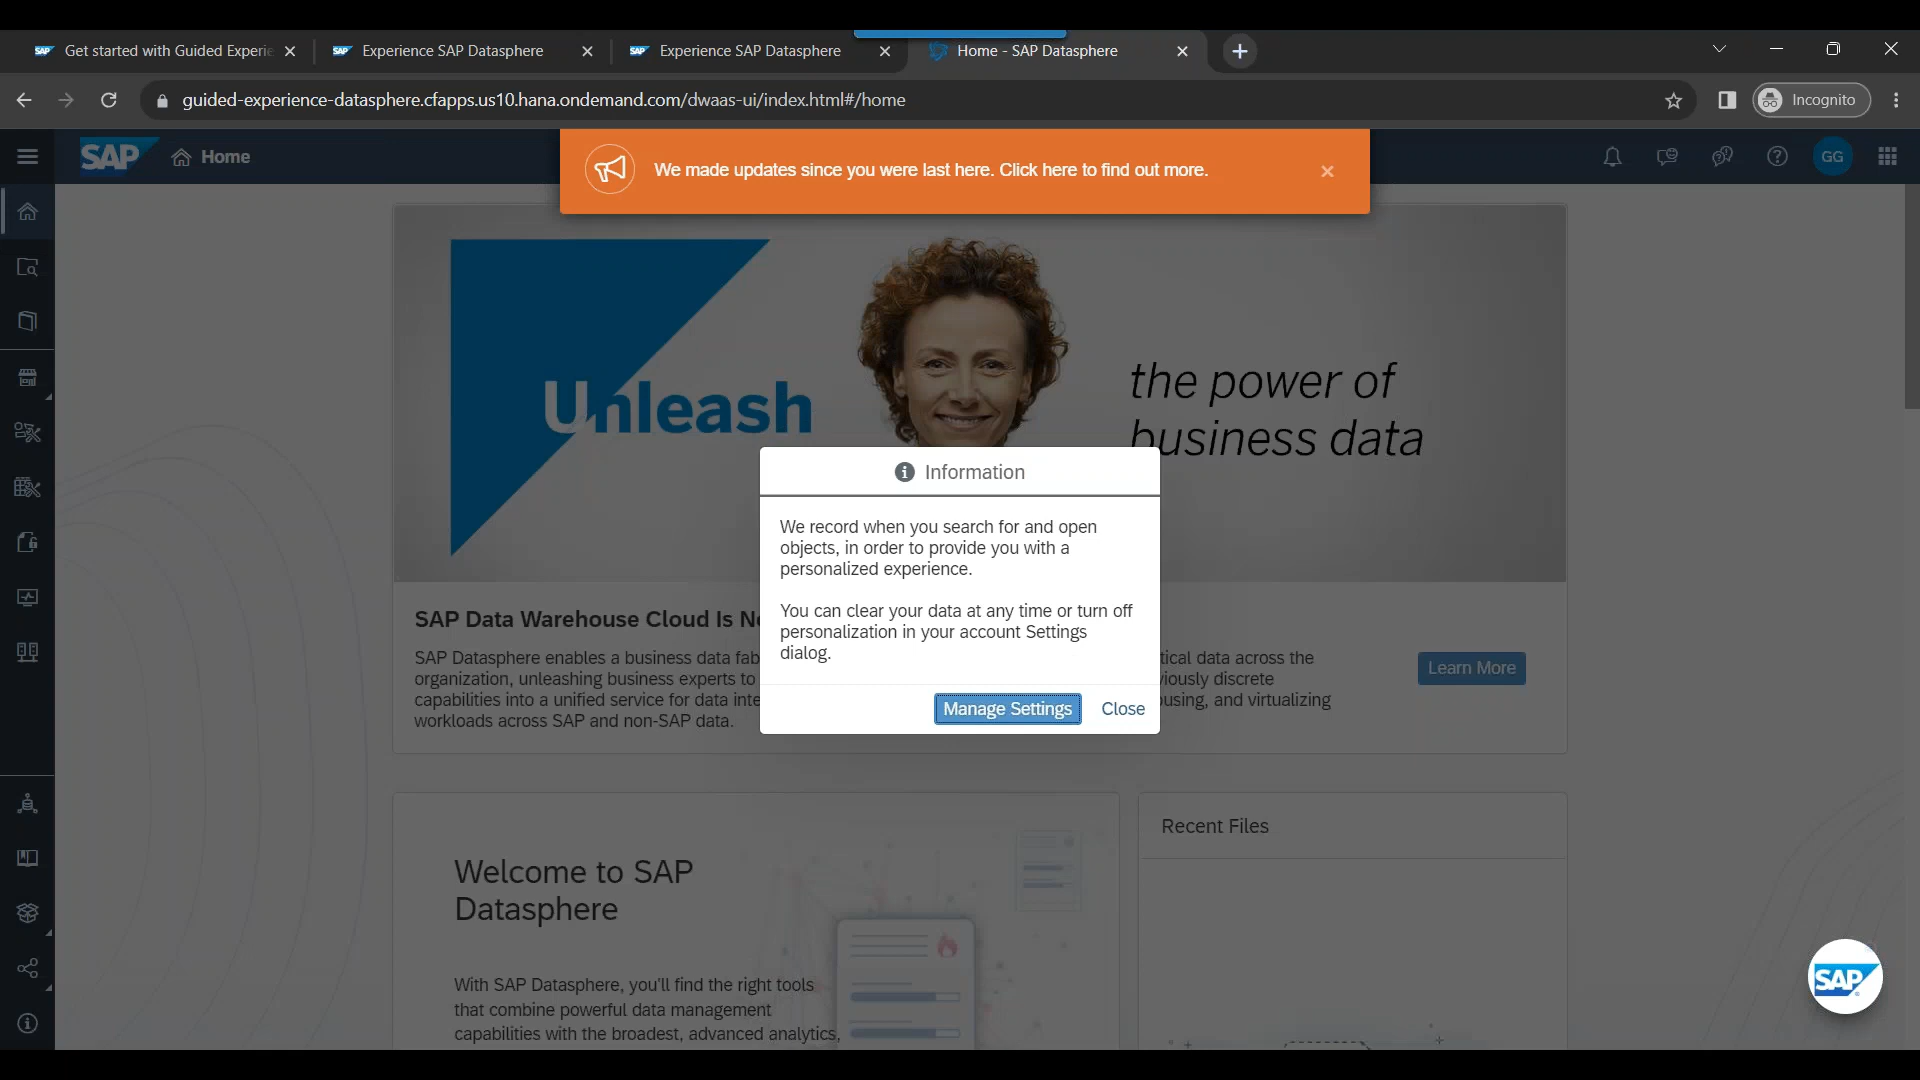 SAP Get started with Guided Experie
SAP Experience SAP Datasphere
SAP Experience SAP Datasphere
Home - SAP Datasphere
guided-experience-datasphere.cfapps.us10.hana.ondemand.com/dwaas-ui/index.html#/home
Incognito
SAP Home
We made updates since you were last here. Click here to find out more.
GG
Unleash
the power of
business data
Information
We record when you search for and open
objects, in order to provide you with a
personalized experience.
You can clear your data at any time or turn off
personalization in your account Settings
dialog.
Manage Settings Close
SAP Data Warehouse Cloud Is
SAP Datasphere enables a business data tical data across the
organization, unleashing business experts to viously discrete
capabilities into a unified service for data using, and virtualizing
workloads across SAP and non-SAP data.
Learn More
Welcome to SAP
Datasphere
With SAP Datasphere, you'll find the right tools
that combine powerful data management
capabilities with the broadest, advanced analytics,
Recent Files
SAP